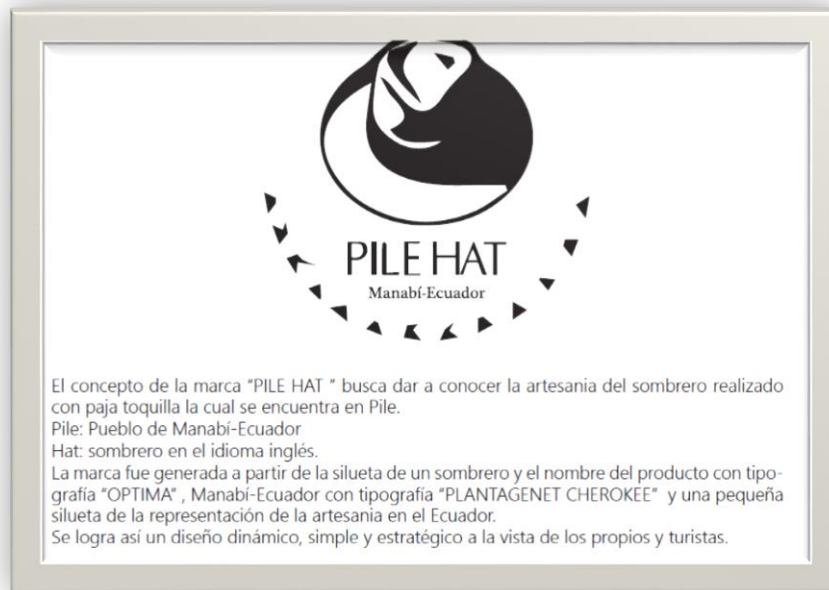 PILE HAT
Manabí-Ecuador
El concepto de la marca “PILE HAT ” busca dar a conocer la artesania del sombrero realizado
con paja toquilla la cual se encuentra en Pile.
Pile: Pueblo de Manabí-Ecuador
Hat: sombrero en el idioma inglés.
La marca fue generada a partir de la silueta de un sombrero y el nombre del producto con tipo-
grafía “OPTIMA” , Manabí-Ecuador con tipografía “PLANTAGENET CHEROKEE” y una pequeña
silueta de la representación de la artesania en el Ecuador.
Se logra así un diseño dinámico, simple y estratégico a la vista de los propios y turistas.